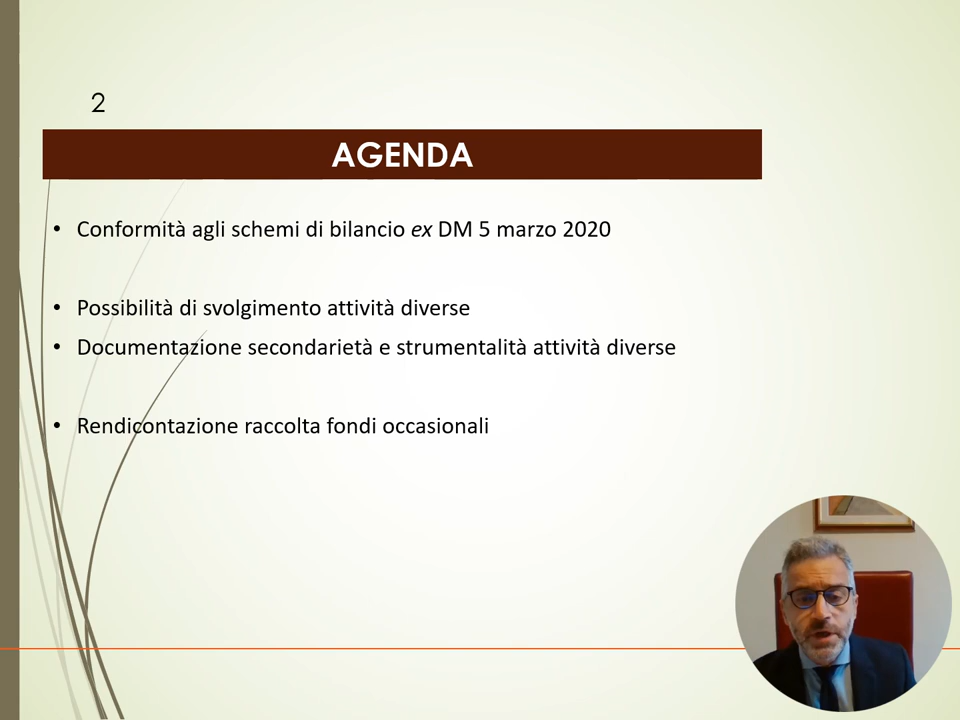 2
AGENDA
• Conformità agli schemi di bilancio ex DM 5 marzo 2020
• Possibilità di svolgimento attività diverse
• Documentazione secondarietà e strumentalità attività diverse
• Rendicontazione raccolta fondi occasionali